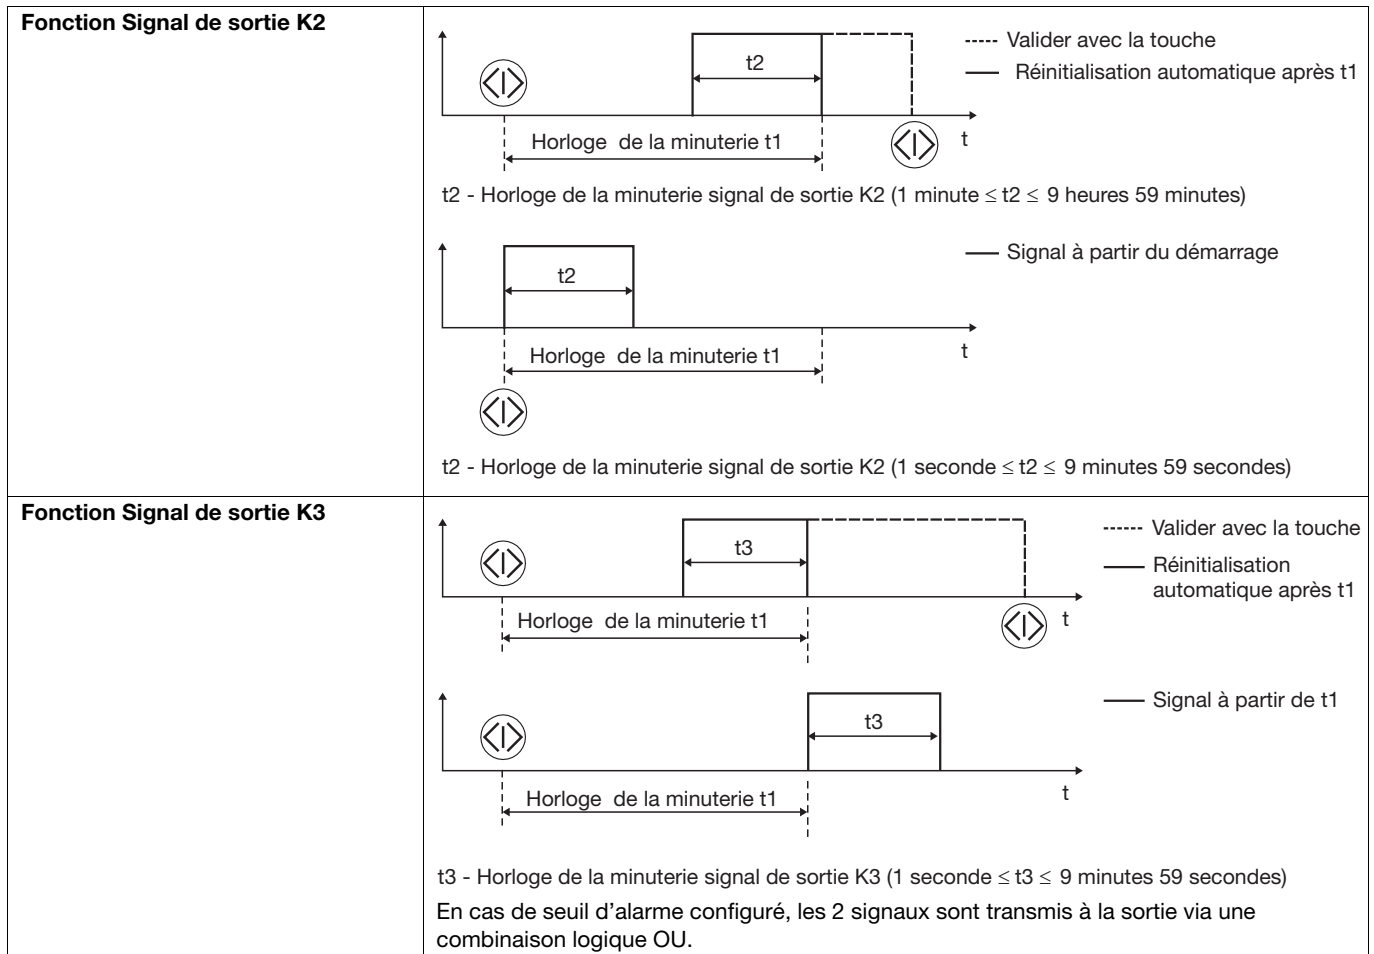 Fonction Signal de sortie K2
t2
Valider avec la touche
Réinitialisation automatique après t1
Horloge de la minuterie t1
t
t2 - Horloge de la minuterie signal de sortie K2 (1 minute ≤ t2 ≤ 9 heures 59 minutes)
t2
Signal à partir du démarrage
Horloge de la minuterie t1
t
t2 - Horloge de la minuterie signal de sortie K2 (1 seconde ≤ t2 ≤ 9 minutes 59 secondes)
Fonction Signal de sortie K3
t3
Valider avec la touche
Réinitialisation
automatique après t1
Horloge de la minuterie t1
t
t3
Signal à partir de t1
Horloge de la minuterie t1
t
t3 - Horloge de la minuterie signal de sortie K3 (1 seconde ≤ t3 ≤ 9 minutes 59 secondes)
En cas de seuil d’alarme configuré, les 2 signaux sont transmis à la sortie via une
combinaison logique OU.